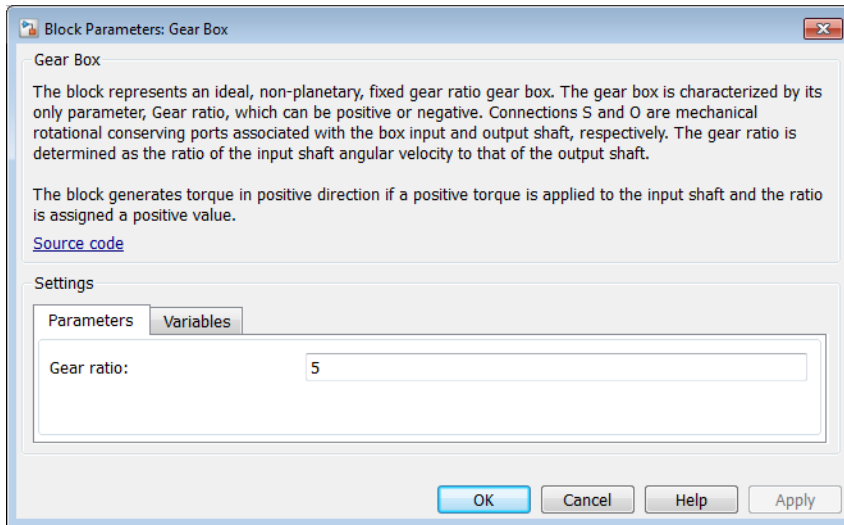 Block Parameters: Gear Box
Gear Box
The block represents an ideal, non-planetary, fixed gear ratio gear box. The gear box is characterized by its
only parameter, Gear ratio, which can be positive or negative. Connections S and O are mechanical
rotational conserving ports associated with the box input and output shaft, respectively. The gear ratio is
determined as the ratio of the input shaft angular velocity to that of the output shaft.
The block generates torque in positive direction if a positive torque is applied to the input shaft and the ratio
is assigned a positive value.
Source code
Settings
Parameters Variables
Gear ratio: 5
OK Cancel Help Apply